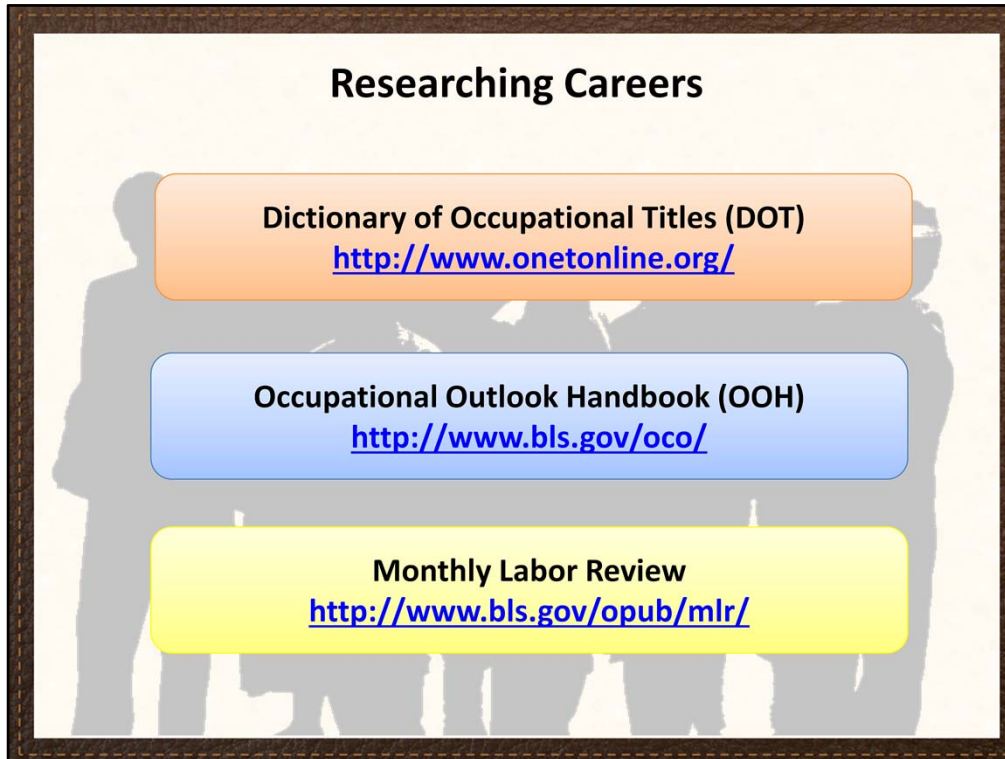 Researching Careers
Dictionary of Occupational Titles (DOT)
http://www.onetonline.org/
Occupational Outlook Handbook (OOH)
http://www.bls.gov/oco/
Monthly Labor Review
http://www.bls.gov/opub/mlr/